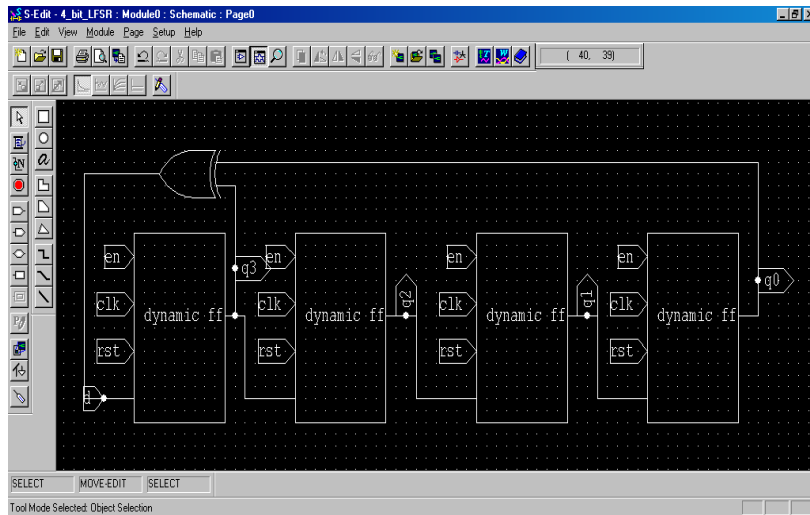 S-Edit - 4_bit_LFSR : Module0 : Schematic : Page0
File Edit View Module Page Setup Help
( 40, 39)
en
clk
rst
d
dynamic ff
q3
en
clk
rst
dynamic ff
q2
en
clk
rst
dynamic ff
q1
en
clk
rst
dynamic ff
q0
SELECT MOVE-EDIT SELECT
Tool Mode Selected: Object Selection